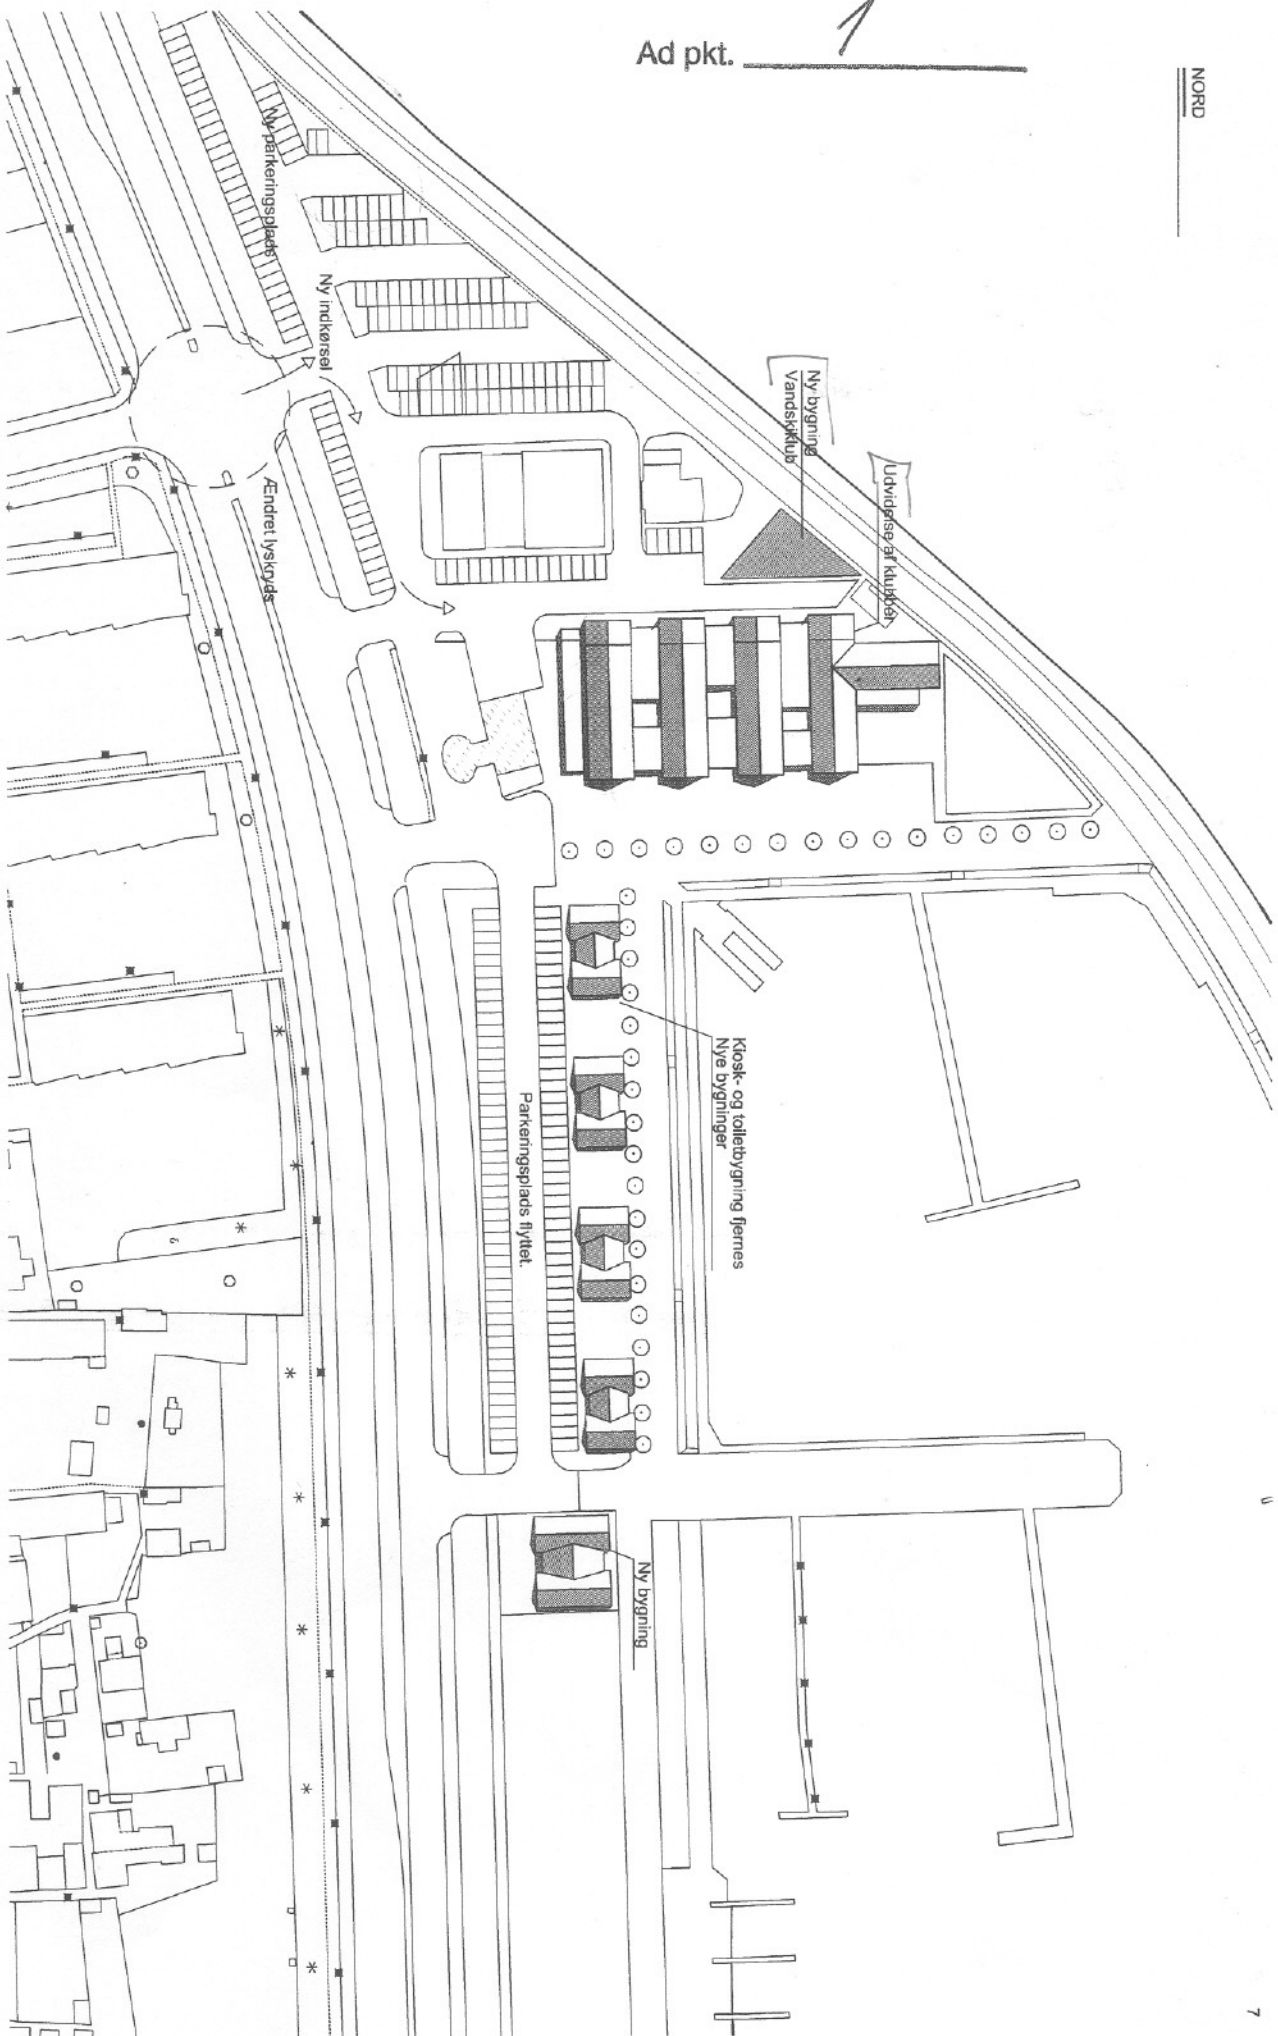 Ad pkt. 1
NORD
Ny parkeringsplads
Ny indkørsel
Ændret lyskryds
Ny bygning
Vandskiklub
Udvidelse af klubber
Kiosk- og toiletbygning fjernes
Nye bygninger
Parkeringsplads flyttet.
Ny bygning
7